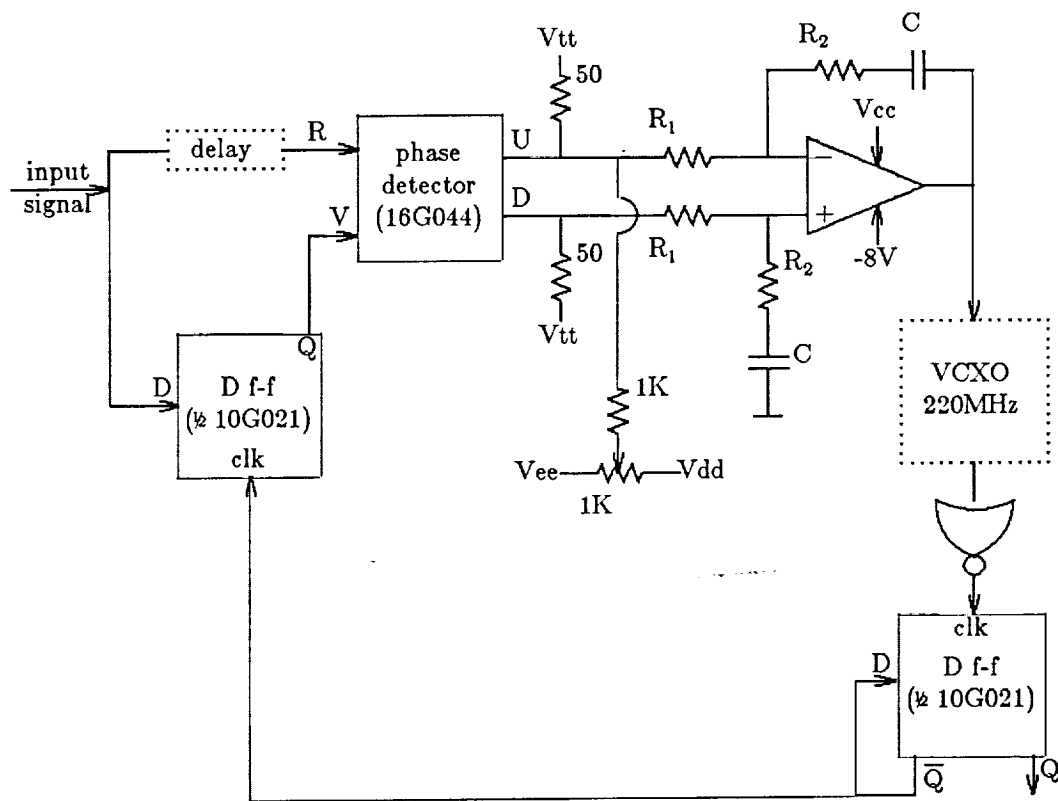 Vtt
50
R₂
C
Vcc
R
delay
input
signal
phase
detector
(16G044)
U
R₁
−
V
D
+
50
R₁
R₂
-8V
Vtt
C
Q
D
D f-f
(½ 10G021)
clk
1K
VCXO
220MHz
Vee
Vdd
1K
clk
D
D f-f
(½ 10G021)
Q̅
Q